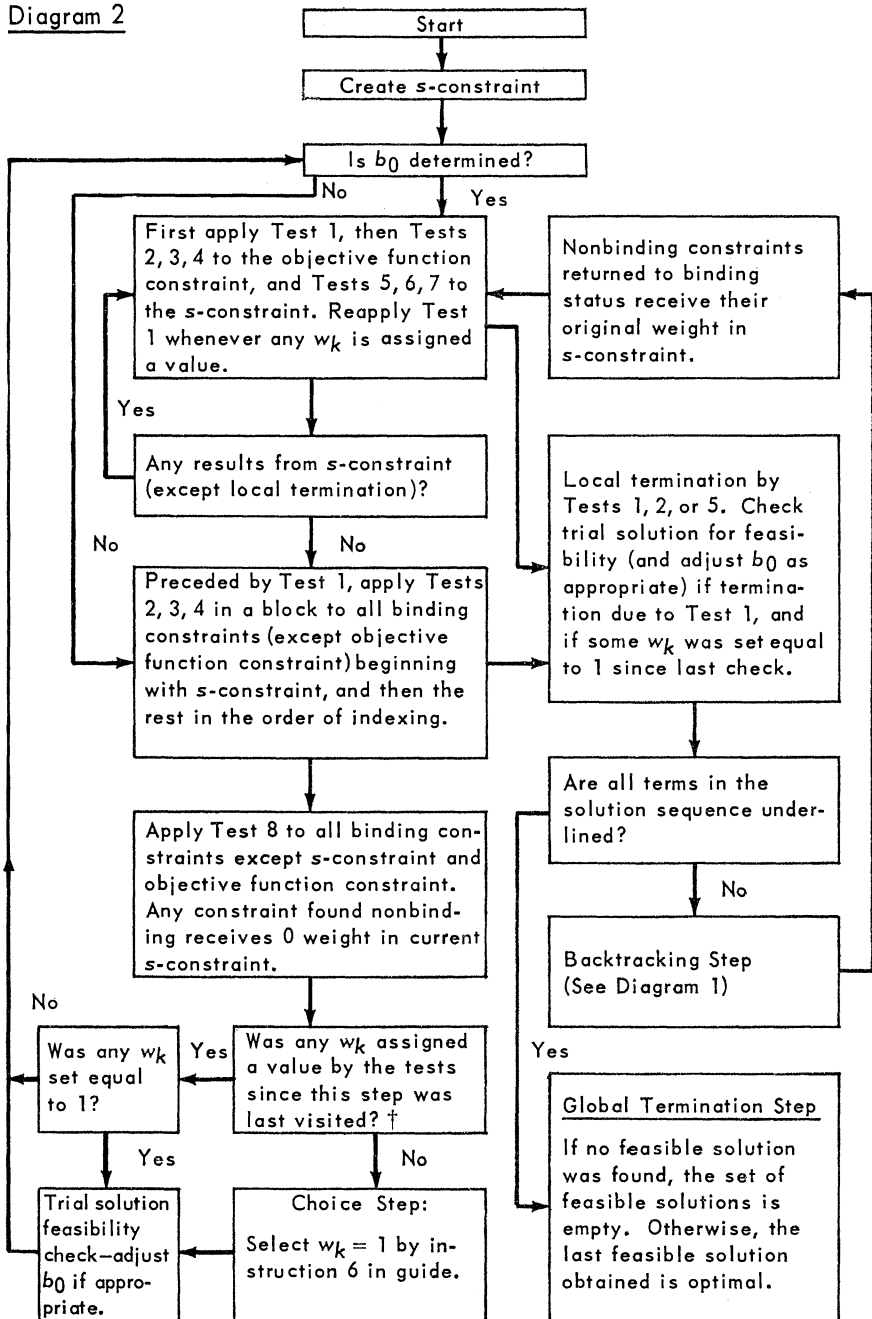 Diagram 2
Start
Create s-constraint
Is b0 determined?
No
Yes
First apply Test 1, then Tests
2, 3, 4 to the objective function
constraint, and Tests 5, 6, 7 to
the s-constraint. Reapply Test
1 whenever any wk is assigned
a value.
Nonbinding constraints
returned to binding
status receive their
original weight in
s-constraint.
Yes
Any results from s-constraint
(except local termination)?
No
No
Local termination by
Tests 1, 2, or 5. Check
trial solution for feasi-
bility (and adjust b0 as
appropriate) if termina-
tion due to Test 1, and
if some wk was set equal
to 1 since last check.
Preceded by Test 1, apply Tests
2, 3, 4 in a block to all binding
constraints (except objective
function constraint) beginning
with s-constraint, and then the
rest in the order of indexing.
Are all terms in the
solution sequence under-
lined?
No
Yes
Apply Test 8 to all binding con-
straints except s-constraint and
objective function constraint.
Any constraint found nonbind-
ing receives 0 weight in current
s-constraint.
Backtracking Step
(See Diagram 1)
No
Was any wk
set equal
to 1?
Yes
Was any wk assigned
a value by the tests
since this step was
last visited? †
Yes
No
Trial solution
feasibility
check–adjust
b0 if appro-
priate.
Choice Step:
Select wk = 1 by in-
struction 6 in guide.
Global Termination Step
If no feasible solution
was found, the set of
feasible solutions is
empty. Otherwise, the
last feasible solution
obtained is optimal.